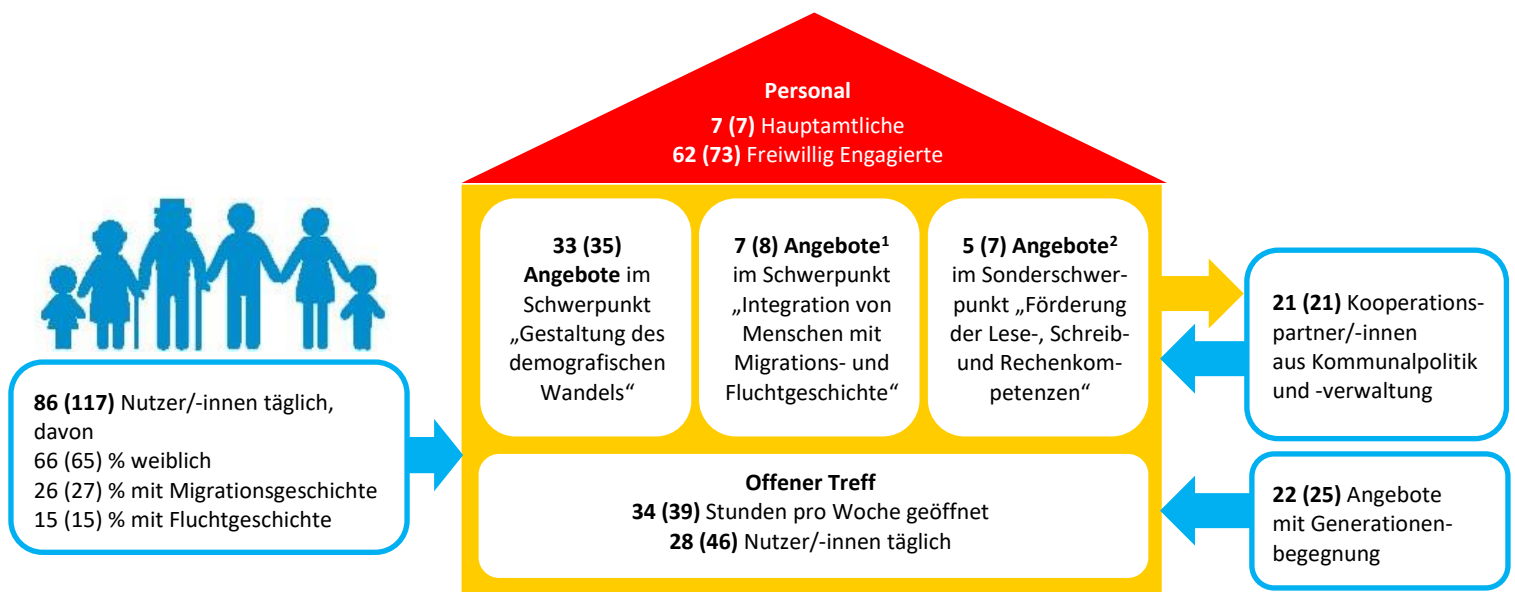 Personal
7 (7) Hauptamtliche
62 (73) Freiwillig Engagierte
33 (35)
Angebote im
Schwerpunkt
„Gestaltung des
demografischen
Wandels“
7 (8) Angebote¹
im Schwerpunkt
„Integration von
Menschen mit
Migrations- und
Fluchtgeschichte“
5 (7) Angebote²
im Sonderschwer-
punkt „Förderung
der Lese-, Schreib-
und Rechenkom-
petenzen“
21 (21) Kooperations-
partner/-innen
aus Kommunalpolitik
und -verwaltung
86 (117) Nutzer/-innen täglich,
davon
66 (65) % weiblich
26 (27) % mit Migrationsgeschichte
15 (15) % mit Fluchtgeschichte
Offener Treff
34 (39) Stunden pro Woche geöffnet
28 (46) Nutzer/-innen täglich
22 (25) Angebote
mit Generationen-
begegnung